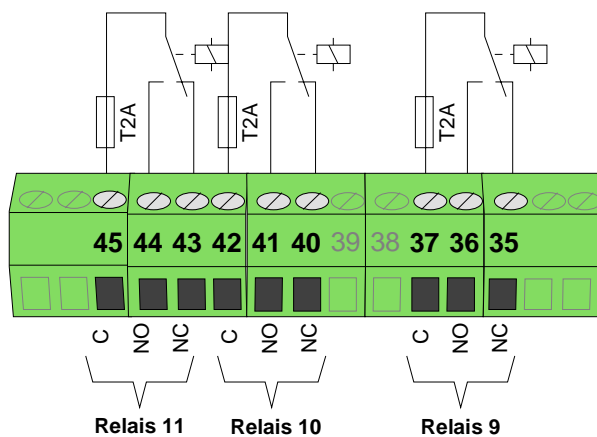 T2A T2A T2A
45 44 43 42 41 40 39 38 37 36 35
C NO NC C NO NC C NO NC
Relais 11 Relais 10 Relais 9